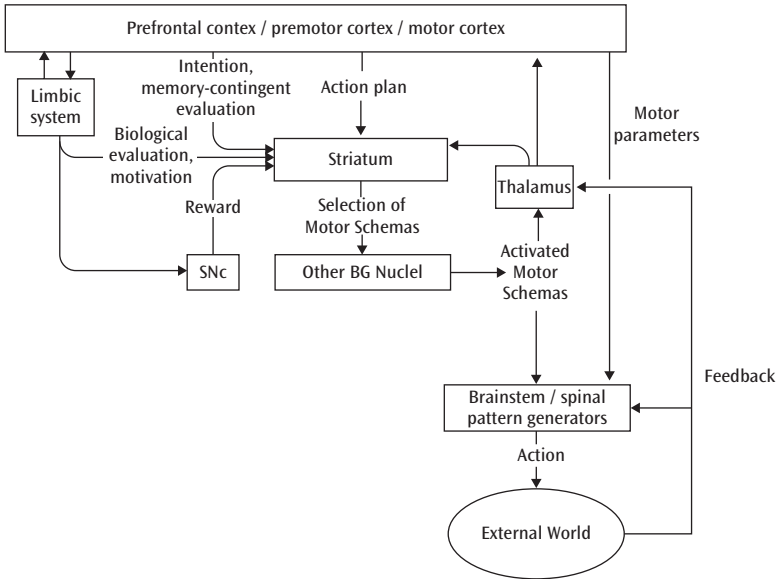 Prefrontal contex / premotor cortex / motor cortex
Intention,
memory-contingent
evaluation
Action plan
Limbic
system
Motor
parameters
Biological
evaluation,
motivation
Striatum
Thalamus
Reward
Selection of
Motor Schemas
SNc
Other BG Nuclel
Activated
Motor
Schemas
Feedback
Brainstem / spinal
pattern generators
Action
External World